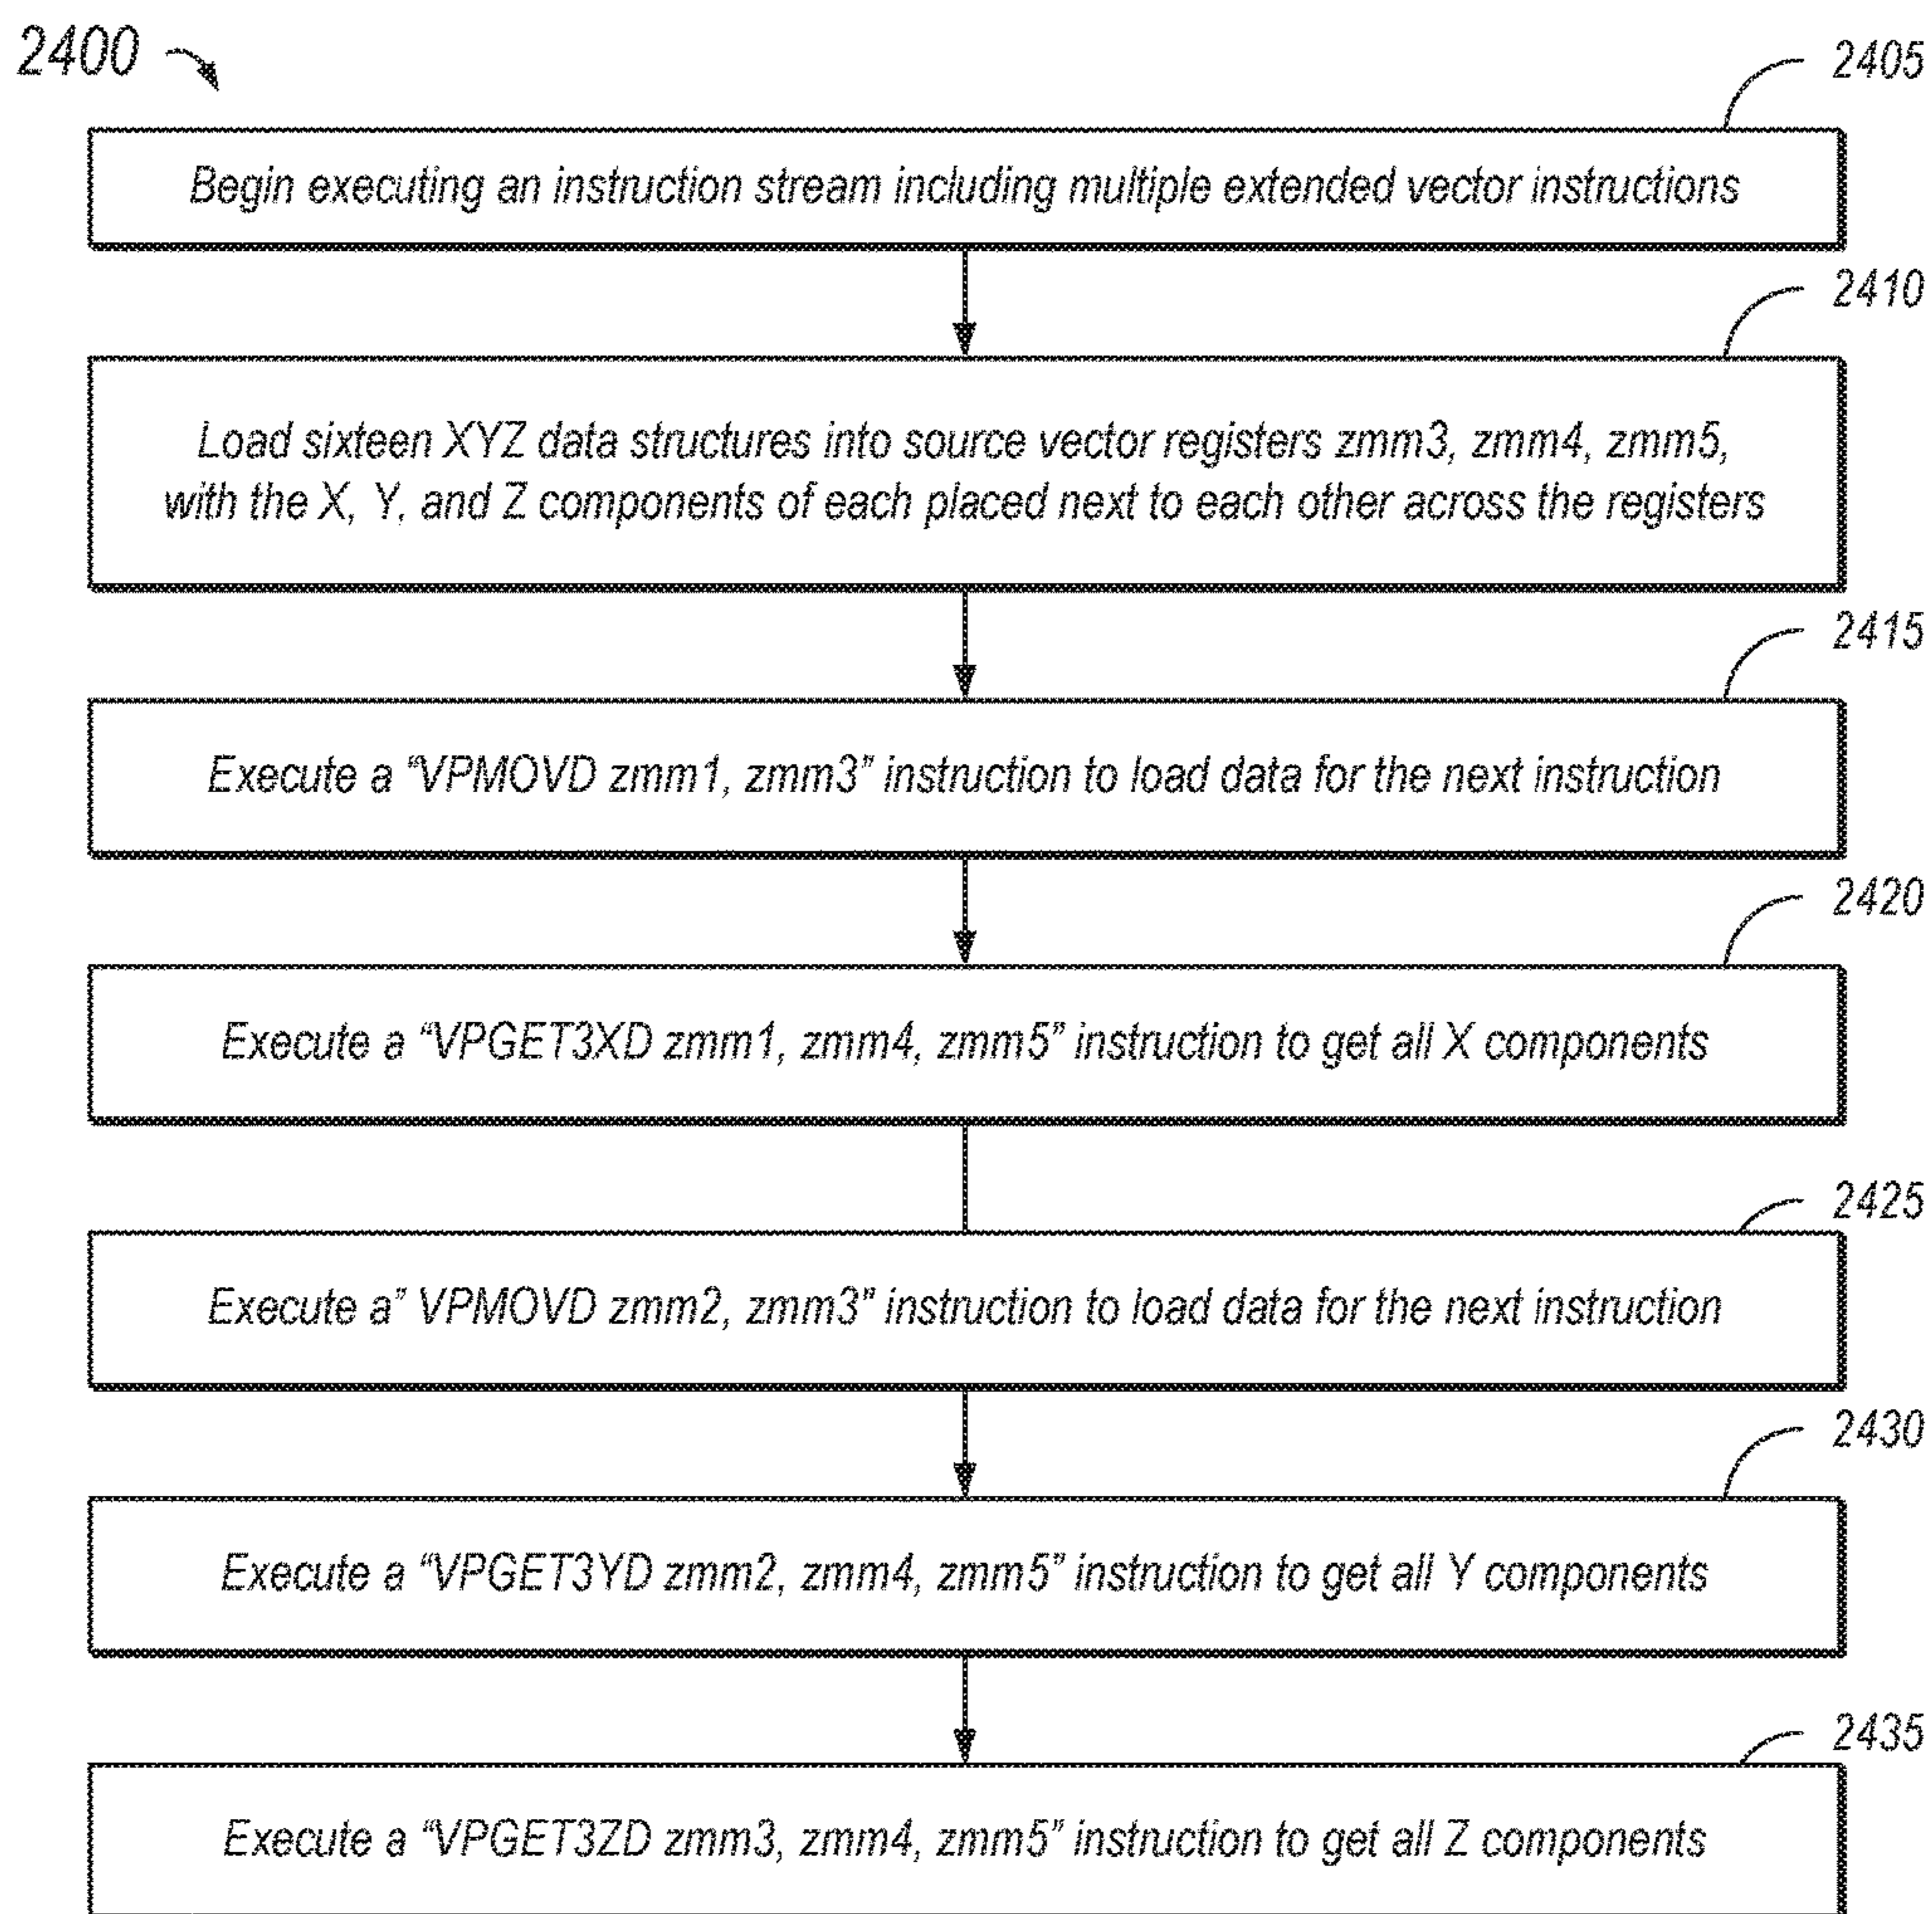 2400
2405
Begin executing an instruction stream including multiple extended vector instructions
2410
Load sixteen XYZ data structures into source vector registers zmm3, zmm4, zmm5,
with the X, Y, and Z components of each placed next to each other across the registers
2415
Execute a “VPMOVD zmm1, zmm3” instruction to load data for the next instruction
2420
Execute a “VPGET3XD zmm1, zmm4, zmm5” instruction to get all X components
2425
Execute a” VPMOVD zmm2, zmm3” instruction to load data for the next instruction
2430
Execute a “VPGET3YD zmm2, zmm4, zmm5” instruction to get all Y components
2435
Execute a “VPGET3ZD zmm3, zmm4, zmm5” instruction to get all Z components